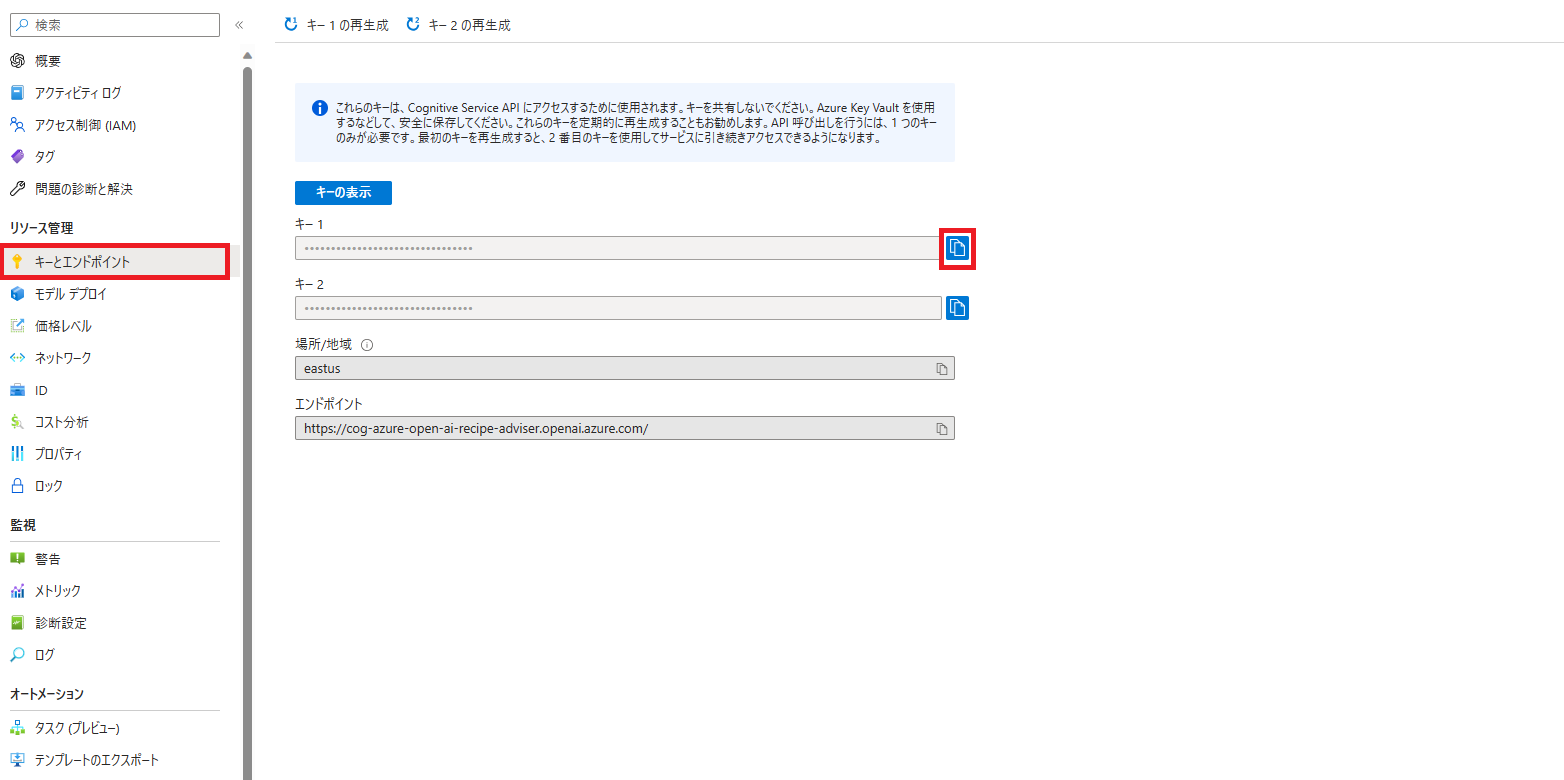 検索
«
概要
アクティビティ ログ
アクセス制御 (IAM)
タグ
問題の診断と解決
リソース管理
キーとエンドポイント
モデル デプロイ
価格レベル
ネットワーク
ID
コスト分析
プロパティ
ロック
監視
警告
メトリック
診断設定
ログ
オートメーション
タスク (プレビュー)
テンプレートのエクスポート
キー 1 の再生成
キー 2 の再生成
これらのキーは、Cognitive Service API にアクセスするために使用されます。キーを共有しないでください。Azure Key Vault を使用
するなどして、安全に保存してください。これらのキーを定期的に再生成することもお勧めします。API 呼び出しを行うには、1 つのキー
のみが必要です。最初のキーを再生成すると、2 番目のキーを使用してサービスに引き続きアクセスできるようになります。
キーの表示
キー 1
••••••••••••••••••••••••••••••••
キー 2
••••••••••••••••••••••••••••••••
場所/地域
eastus
エンドポイント
https://cog-azure-open-ai-recipe-adviser.openai.azure.com/